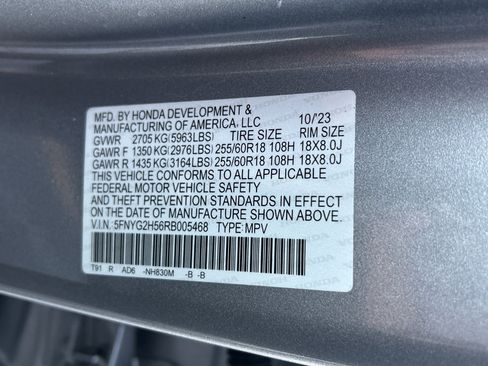 MFD. BY HONDA DEVELOPMENT &
MANUFACTURING OF AMERICA, LLC 10/'23
GVWR 2705 KG(5963LBS) TIRE SIZE RIM SIZE
GAWR F 1350 KG(2976LBS) 255/60R18 108H 18X8.0J
GAWR R 1435 KG(3164LBS) 255/60R18 108H 18X8.0J
THIS VEHICLE CONFORMS TO ALL APPLICABLE
FEDERAL MOTOR VEHICLE SAFETY
AND THEFT PREVENTION STANDARDS IN EFFECT
ON THE DATE OF MANUFACTURE SHOWN ABOVE.
V.I.N.:5FNYG2H56RB005468 TYPE:MPV
T91 R AD6 -NH830M -B -B